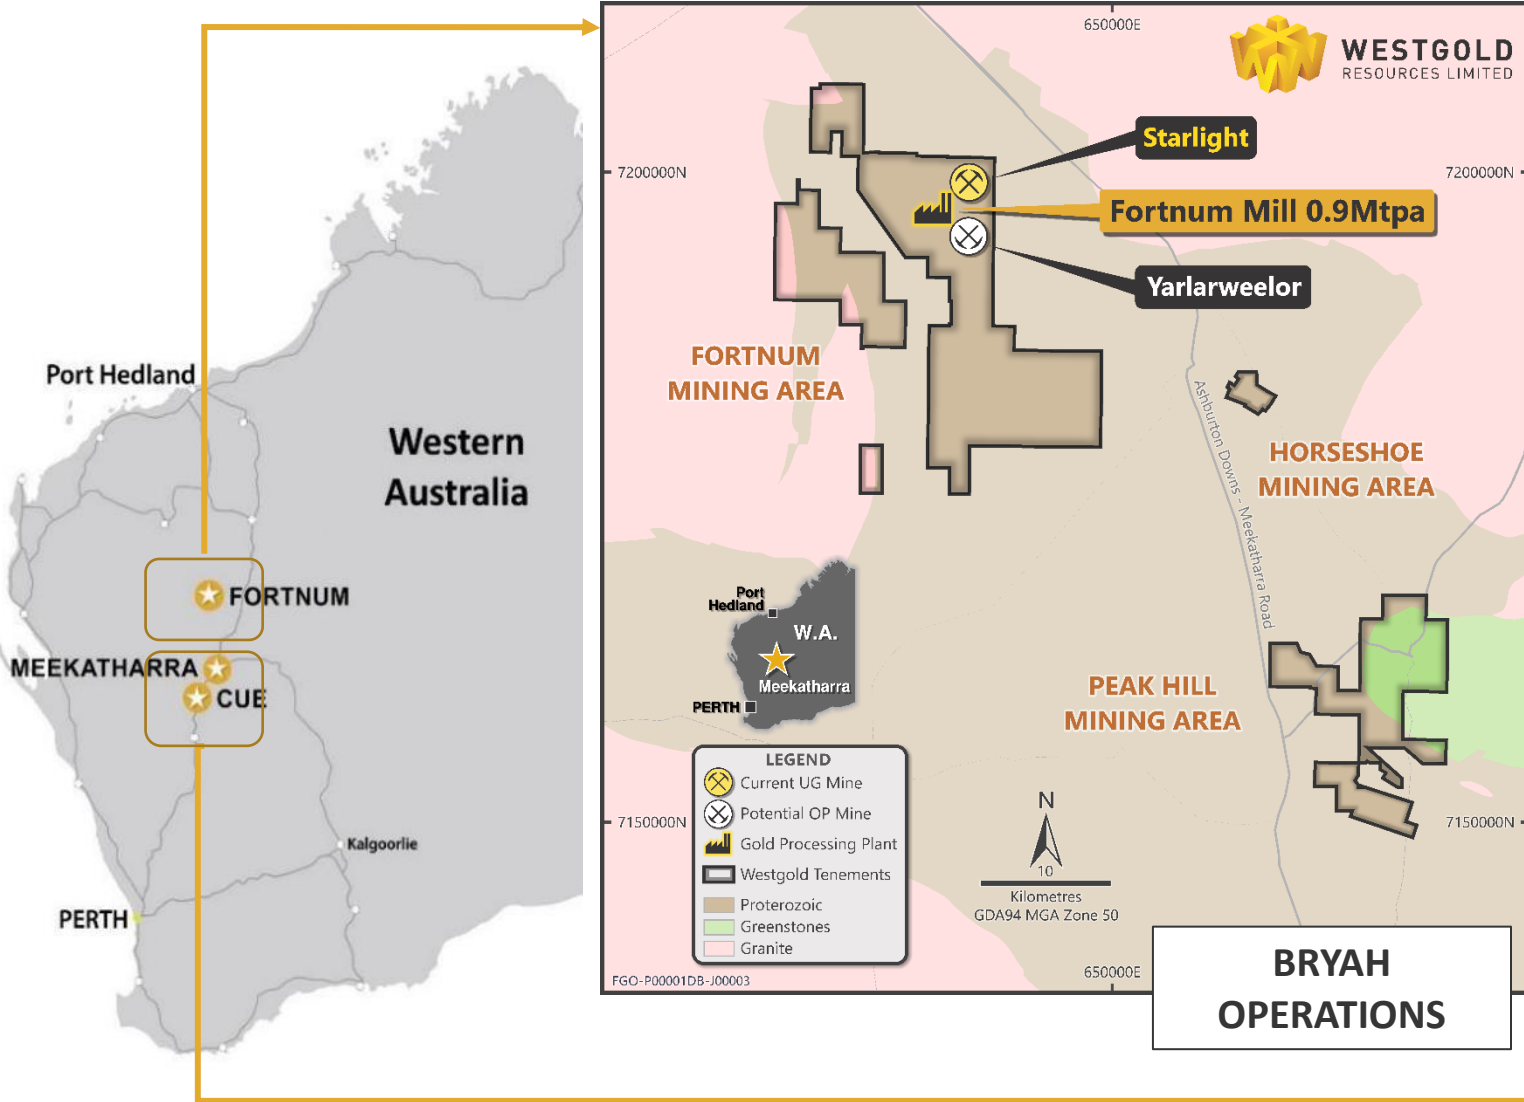 Port Hedland
Western
Australia
FORTNUM
MEEKATHARRA
CUE
Kalgoorlie
PERTH
650000E
WESTGOLD
RESOURCES LIMITED
Starlight
7200000N
7200000N
Fortnum Mill 0.9Mtpa
Yarlarweelor
FORTNUM
MINING AREA
Ashburton Downs - Meekatharra Road
HORSESHOE
MINING AREA
Port
Hedland
W.A.
Meekatharra
PERTH
PEAK HILL
MINING AREA
LEGEND
Current UG Mine
Potential OP Mine
Gold Processing Plant
Westgold Tenements
Proterozoic
Greenstones
Granite
N
10
Kilometres
GDA94 MGA Zone 50
7150000N
7150000N
FGO-P00001DB-J00003
650000E
BRYAH
OPERATIONS